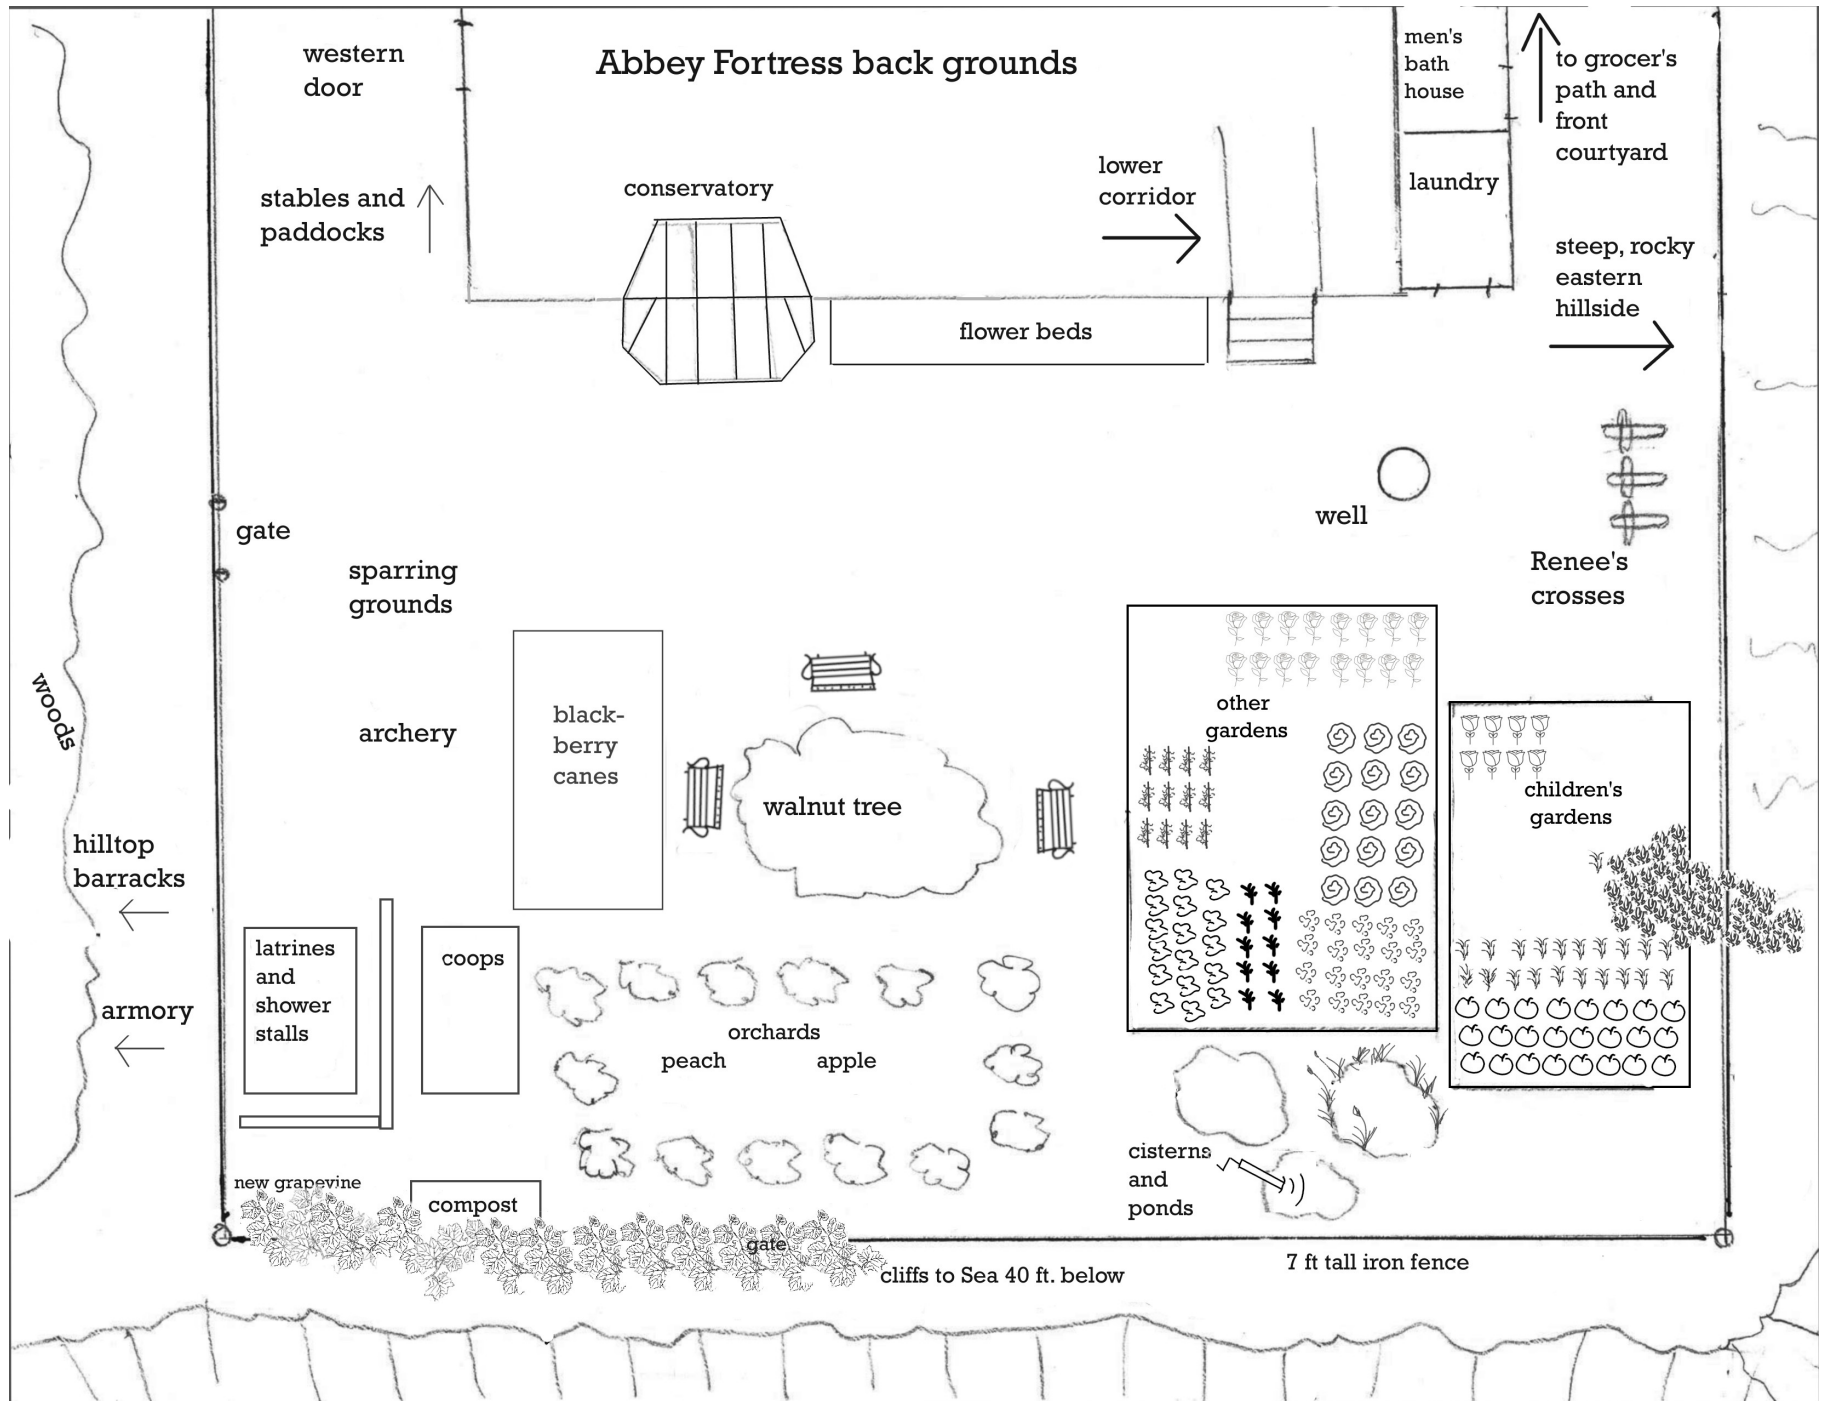 Abbey Fortress back grounds
western
door
men's
bath
house
to grocer's
path and
front
courtyard
stables and
paddocks
conservatory
lower
corridor
laundry
steep, rocky
eastern
hillside
flower beds
gate
well
sparring
grounds
Renee's
crosses
woods
archery
black-
berry
canes
walnut tree
other
gardens
children's
gardens
hilltop
barracks
armory
latrines
and
shower
stalls
coops
orchards
peach
apple
cisterns
and
ponds
new grapevine
compost
gate
cliffs to Sea 40 ft. below
7 ft tall iron fence